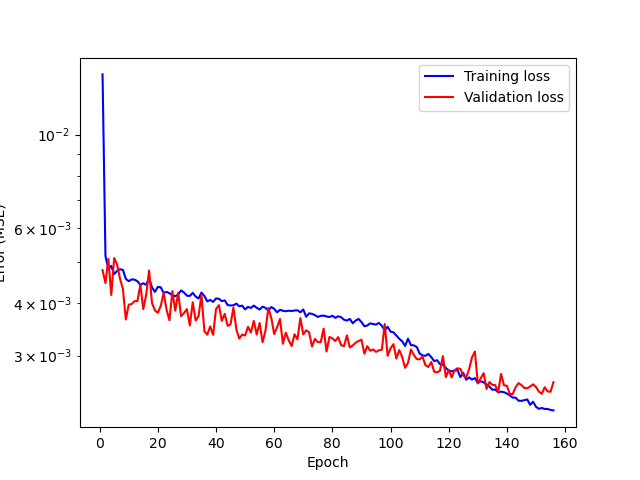 Training loss
Validation loss
10⁻²
6 × 10⁻³
4 × 10⁻³
3 × 10⁻³
Error (MSE)
0 20 40 60 80 100 120 140 160
Epoch